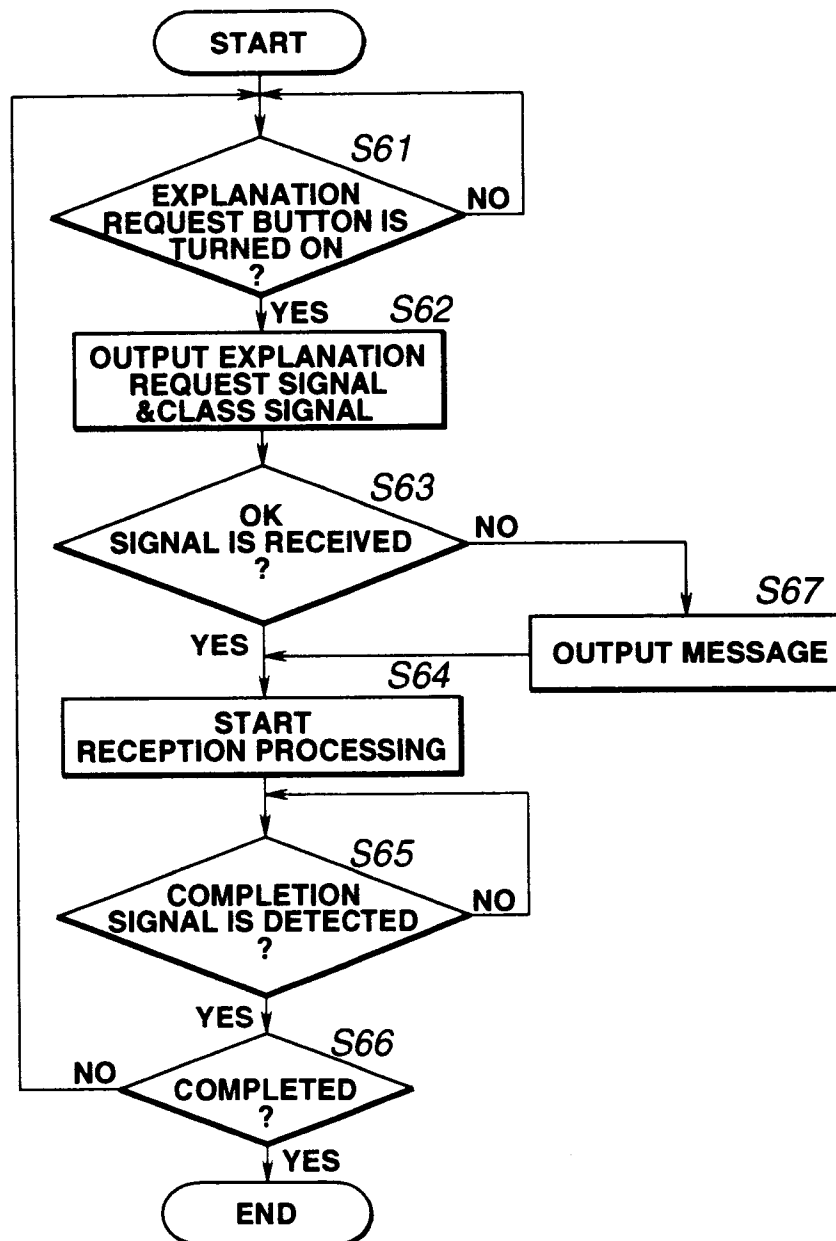 START
S61
EXPLANATION
REQUEST BUTTON IS
TURNED ON
?
NO
YES
S62
OUTPUT EXPLANATION
REQUEST SIGNAL
&CLASS SIGNAL
S63
OK
SIGNAL IS RECEIVED
?
NO
YES
S67
OUTPUT MESSAGE
S64
START
RECEPTION PROCESSING
S65
COMPLETION
SIGNAL IS DETECTED
?
NO
YES
S66
NO
COMPLETED
?
YES
END